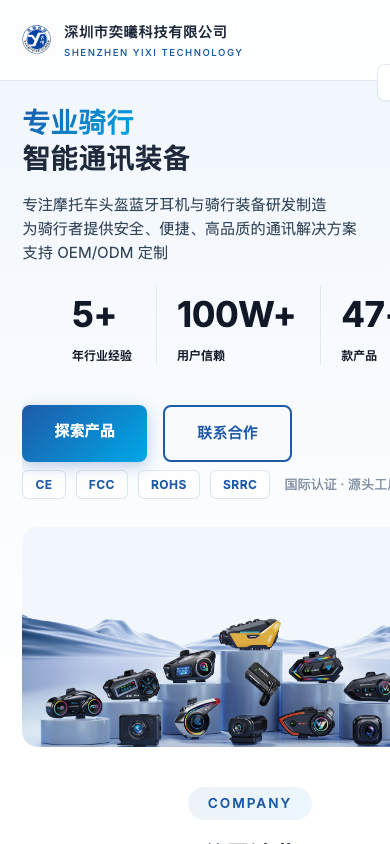 深圳市奕曦科技有限公司
SHENZHEN YIXI TECHNOLOGY
专业骑行
智能通讯装备
专注摩托车头盔蓝牙耳机与骑行装备研发制造
为骑行者提供安全、便捷、高品质的通讯解决方案
支持 OEM/ODM 定制
5+
100W+
47+
年行业经验
用户信赖
款产品
探索产品
联系合作
CE
FCC
ROHS
SRRC
国际认证 · 源头工
COMPANY